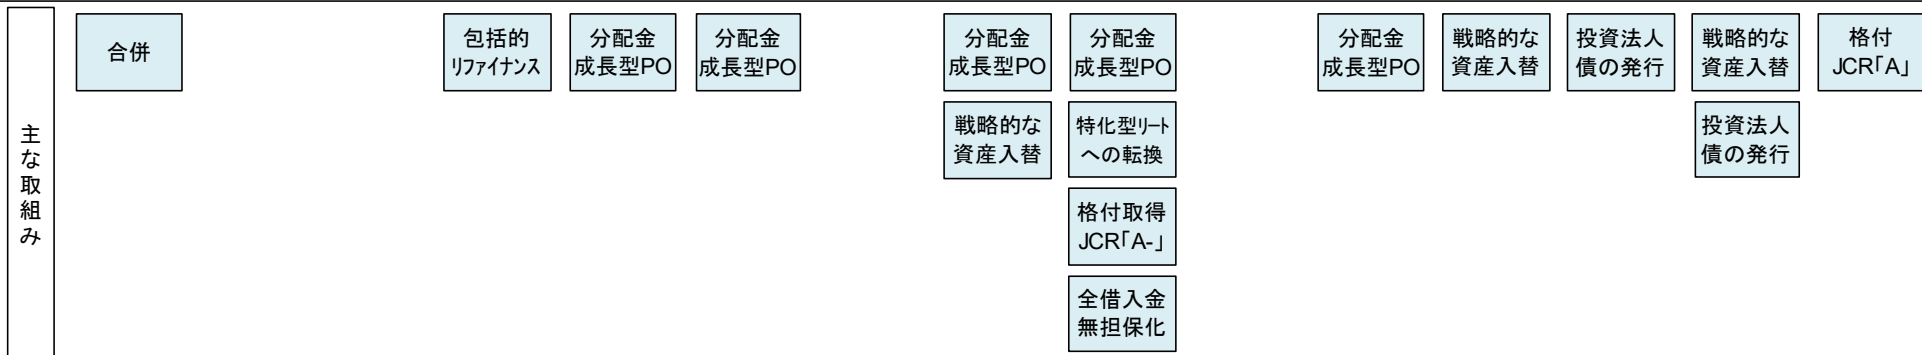 主な取組み
合併
包括的
リファイナンス
分配金
成長型PO
分配金
成長型PO
分配金
成長型PO
戦略的な
資産入替
分配金
成長型PO
特化型リート
への転換
格付取得
JCR「A-」
全借入金
無担保化
分配金
成長型PO
戦略的な
資産入替
投資法人
債の発行
戦略的な
資産入替
投資法人
債の発行
格付
JCR「A」